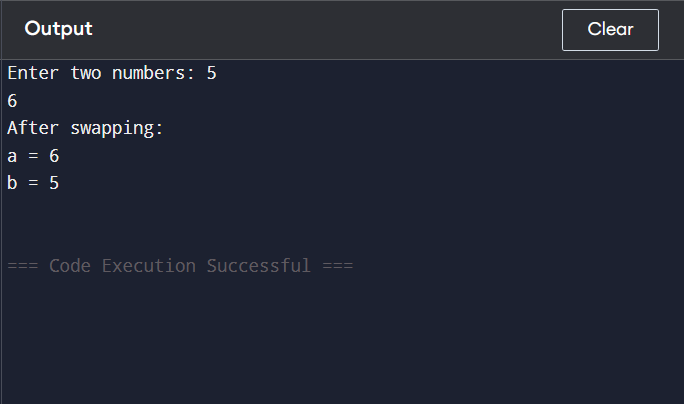 Output
Clear
Enter two numbers: 5
6
After swapping:
a = 6
b = 5
=== Code Execution Successful ===